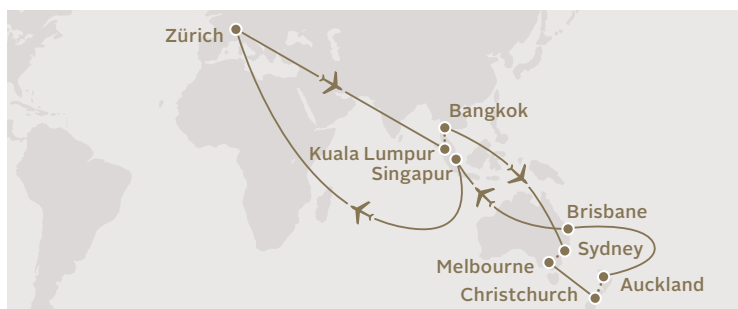 Zürich
Bangkok
Kuala Lumpur
Singapur
Brisbane
Sydney
Melbourne
Auckland
Christchurch